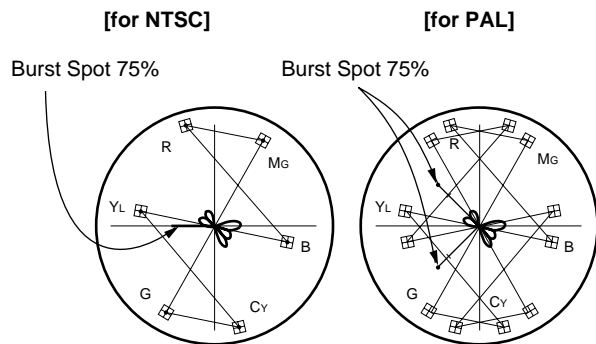 [for NTSC]
[for PAL]
Burst Spot 75%
Burst Spot 75%
R
MG
YL
B
G
CY
R
MG
YL
B
G
CY